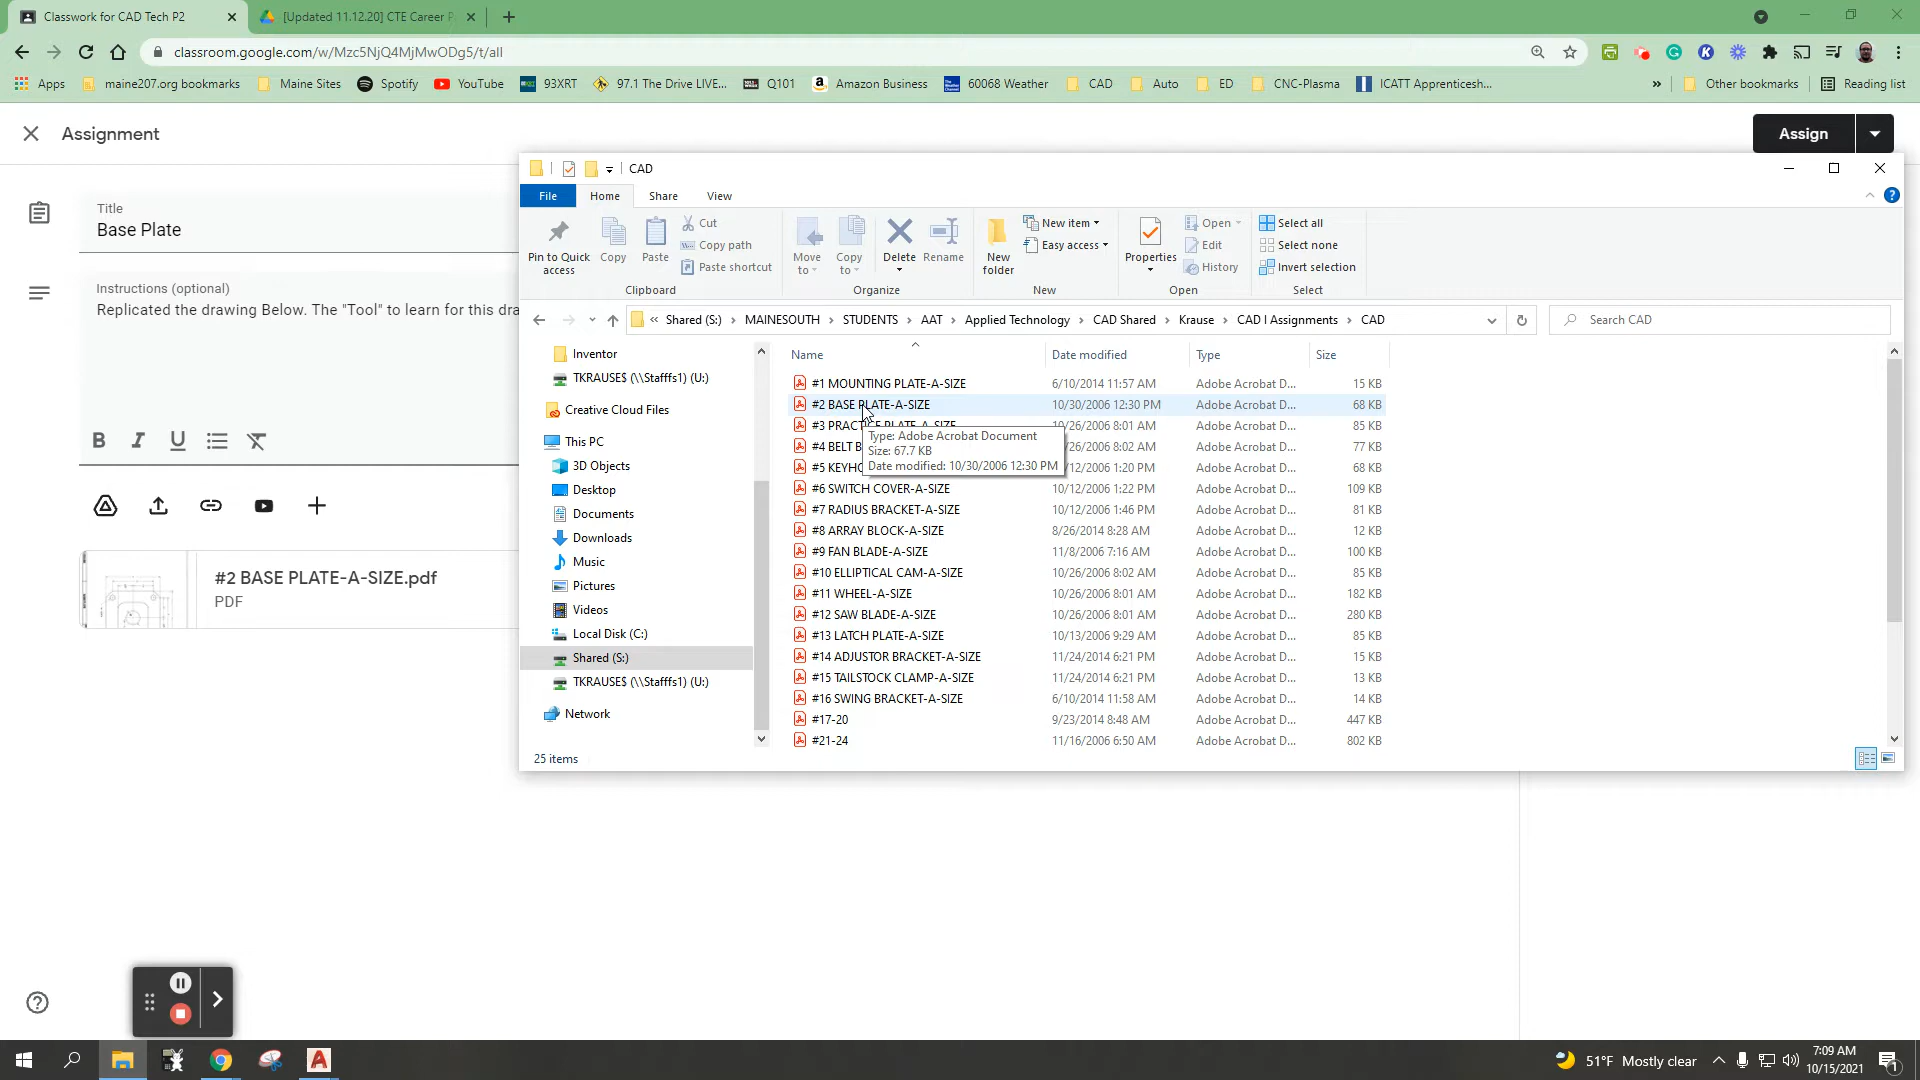 Classwork for CAD Tech P2
[Updated 11.12.20] CTE Career P
classroom.google.com/w/Mzc5NjQ4MjMwODg5/t/all
Apps
maine207.org bookmarks
Maine Sites
Spotify
YouTube
93XRT
97.1 The Drive LIVE...
Q101
Amazon Business
60068 Weather
CAD
Auto
ED
CNC-Plasma
ICATT Apprenticesh...
»
Other bookmarks
Reading list
Assignment
Assign
Title
Base Plate
Instructions (optional)
Replicated the drawing Below. The "Tool" to learn for this dra
#2 BASE PLATE-A-SIZE.pdf
PDF
CAD
File
Home
Share
View
Pin to Quick access
Copy
Paste
Cut
Copy path
Paste shortcut
Clipboard
Move to
Copy to
Delete
Rename
Organize
New folder
New item
Easy access
New
Properties
Open
Edit
History
Open
Select all
Select none
Invert selection
Select
« Shared (S:) › MAINESOUTH › STUDENTS › AAT › Applied Technology › CAD Shared › Krause › CAD I Assignments › CAD
Search CAD
Inventor
TKRAUSE$ (\\Stafffs1) (U:)
Creative Cloud Files
This PC
3D Objects
Desktop
Documents
Downloads
Music
Pictures
Videos
Local Disk (C:)
Shared (S:)
TKRAUSE$ (\\Stafffs1) (U:)
Network
Name Date modified Type Size
#1 MOUNTING PLATE-A-SIZE 6/10/2014 11:57 AM Adobe Acrobat D... 15 KB
#2 BASE PLATE-A-SIZE 10/30/2006 12:30 PM Adobe Acrobat D... 68 KB
#3 PRACTICE PLATE-A-SIZE 10/26/2006 8:01 AM Adobe Acrobat D... 85 KB
#4 BELT B /26/2006 8:02 AM Adobe Acrobat D... 77 KB
#5 KEYHO /12/2006 1:20 PM Adobe Acrobat D... 68 KB
Type: Adobe Acrobat Document
Size: 67.7 KB
Date modified: 10/30/2006 12:30 PM
#6 SWITCH COVER-A-SIZE 10/12/2006 1:22 PM Adobe Acrobat D... 109 KB
#7 RADIUS BRACKET-A-SIZE 10/12/2006 1:46 PM Adobe Acrobat D... 81 KB
#8 ARRAY BLOCK-A-SIZE 8/26/2014 8:28 AM Adobe Acrobat D... 12 KB
#9 FAN BLADE-A-SIZE 11/8/2006 7:16 AM Adobe Acrobat D... 100 KB
#10 ELLIPTICAL CAM-A-SIZE 10/26/2006 8:02 AM Adobe Acrobat D... 85 KB
#11 WHEEL-A-SIZE 10/26/2006 8:01 AM Adobe Acrobat D... 182 KB
#12 SAW BLADE-A-SIZE 10/26/2006 8:01 AM Adobe Acrobat D... 280 KB
#13 LATCH PLATE-A-SIZE 10/13/2006 9:29 AM Adobe Acrobat D... 85 KB
#14 ADJUSTOR BRACKET-A-SIZE 11/24/2014 6:21 PM Adobe Acrobat D... 15 KB
#15 TAILSTOCK CLAMP-A-SIZE 11/24/2014 6:21 PM Adobe Acrobat D... 13 KB
#16 SWING BRACKET-A-SIZE 6/10/2014 11:58 AM Adobe Acrobat D... 14 KB
#17-20 9/23/2014 8:48 AM Adobe Acrobat D... 447 KB
#21-24 11/16/2006 6:50 AM Adobe Acrobat D... 802 KB
25 items
51°F Mostly clear
7:09 AM
10/15/2021
1